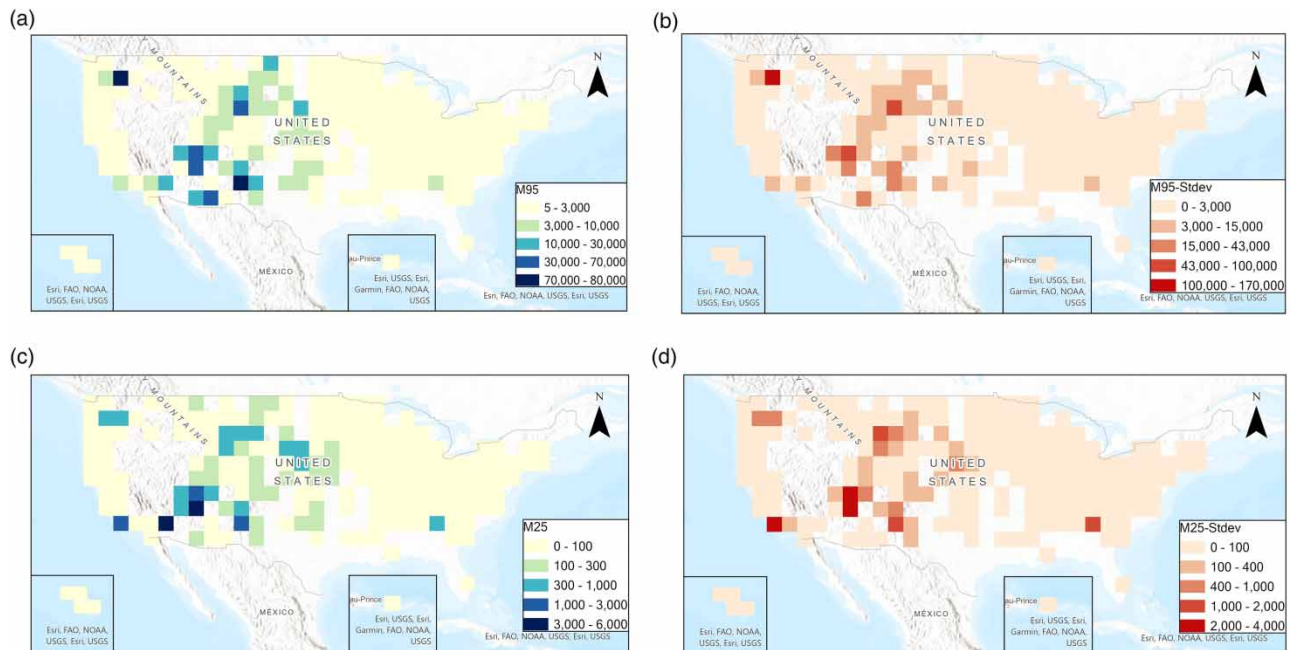 (a)
Y MOUNTAINS
N
UNITED
STATES
MÉXICO
Esri, FAO, NOAA,
USGS, Esri, USGS
au-Prince
Esri, USGS, Esri,
Garmin, FAO, NOAA,
USGS
M95
5 - 3,000
3,000 - 10,000
10,000 - 30,000
30,000 - 70,000
70,000 - 80,000
Esri, FAO, NOAA, USGS, Esri, USGS
(b)
Y MOUNTAINS
N
UNITED
STATES
MÉXICO
Esri, FAO, NOAA,
USGS, Esri, USGS
au-Prince
Esri, USGS, Esri,
Garmin, FAO, NOAA,
USGS
M95-Stdev
0 - 3,000
3,000 - 15,000
15,000 - 43,000
43,000 - 100,000
100,000 - 170,000
Esri, FAO, NOAA, USGS, Esri, USGS
(c)
Y MOUNTAINS
N
UNITED
STATES
MÉXICO
Esri, FAO, NOAA,
USGS, Esri, USGS
au-Prince
Esri, USGS, Esri,
Garmin, FAO, NOAA,
USGS
M25
0 - 100
100 - 300
300 - 1,000
1,000 - 3,000
3,000 - 6,000
Esri, FAO, NOAA, USGS, Esri, USGS
(d)
Y MOUNTAINS
N
UNITED
STATES
MÉXICO
Esri, FAO, NOAA,
USGS, Esri, USGS
au-Prince
Esri, USGS, Esri,
Garmin, FAO, NOAA,
USGS
M25-Stdev
0 - 100
100 - 400
400 - 1,000
1,000 - 2,000
2,000 - 4,000
Esri, FAO, NOAA, USGS, Esri, USGS